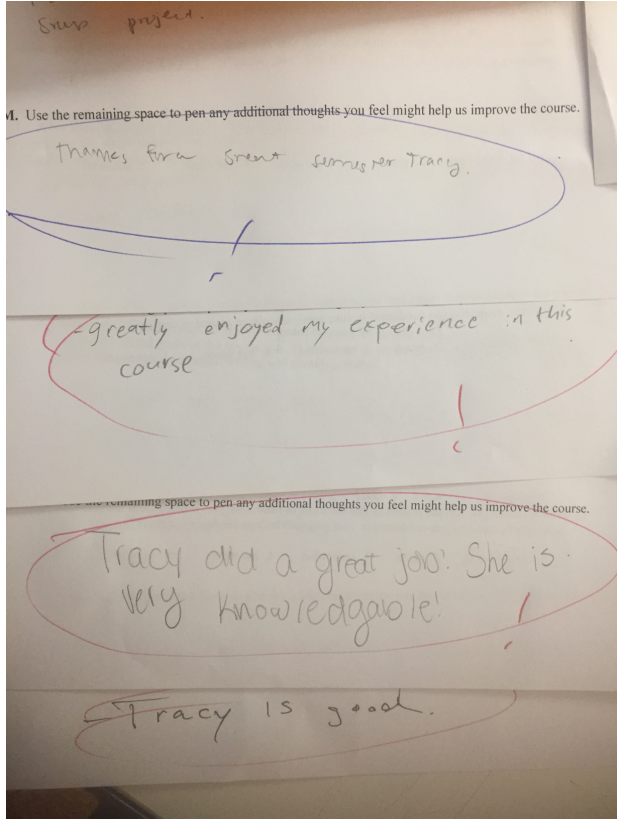 project.
M. Use the remaining space to pen any additional thoughts you feel might help us improve the course.
Thanks for a great semester Tracy.
- greatly enjoyed my experience in this
course
the remaining space to pen any additional thoughts you feel might help us improve the course.
Tracy did a great job! She is
very knowledgable!
Tracy is good.